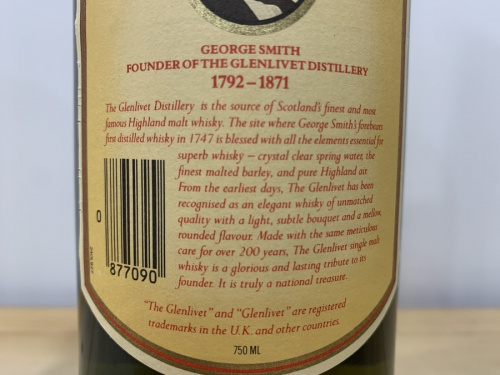 GEORGE SMITH
FOUNDER OF THE GLENLIVET DISTILLERY
1792–1871
The Glenlivet Distillery is the source of Scotland's finest and most
famous Highland malt whisky. The site where George Smith's forebears
first distilled whisky in 1747 is blessed with all the elements essential for
superb whisky – crystal clear spring water, the
finest malted barley, and pure Highland air.
From the earliest days, The Glenlivet has been
recognised as an elegant whisky of unmatched
quality with a light, subtle bouquet and a mellow,
rounded flavour. Made with the same meticulous
care for over 200 years, The Glenlivet single malt
whisky is a glorious and lasting tribute to its
founder. It is truly a national treasure.
0
877090
"The Glenlivet" and "Glenlivet" are registered
trademarks in the U.K. and other countries.
750 ML